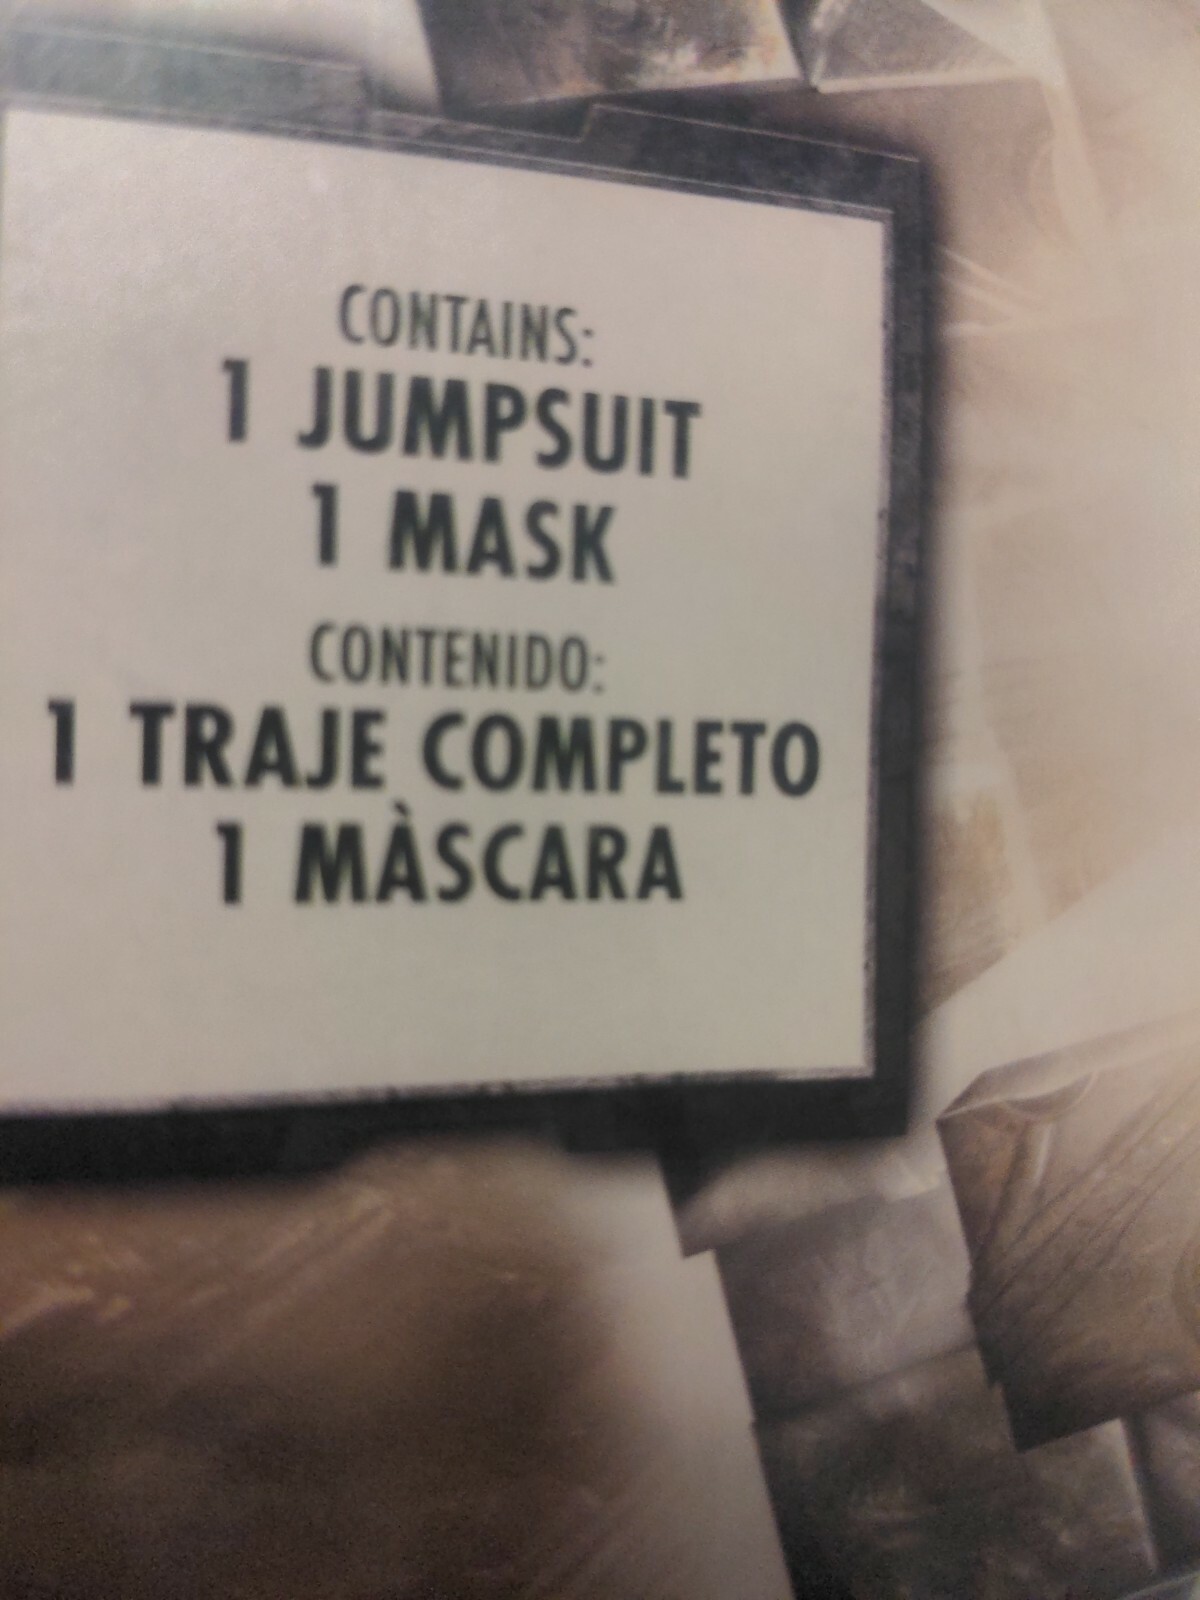 CONTAINS:
1 JUMPSUIT
1 MASK
CONTENIDO:
1 TRAJE COMPLETO
1 MÀSCARA